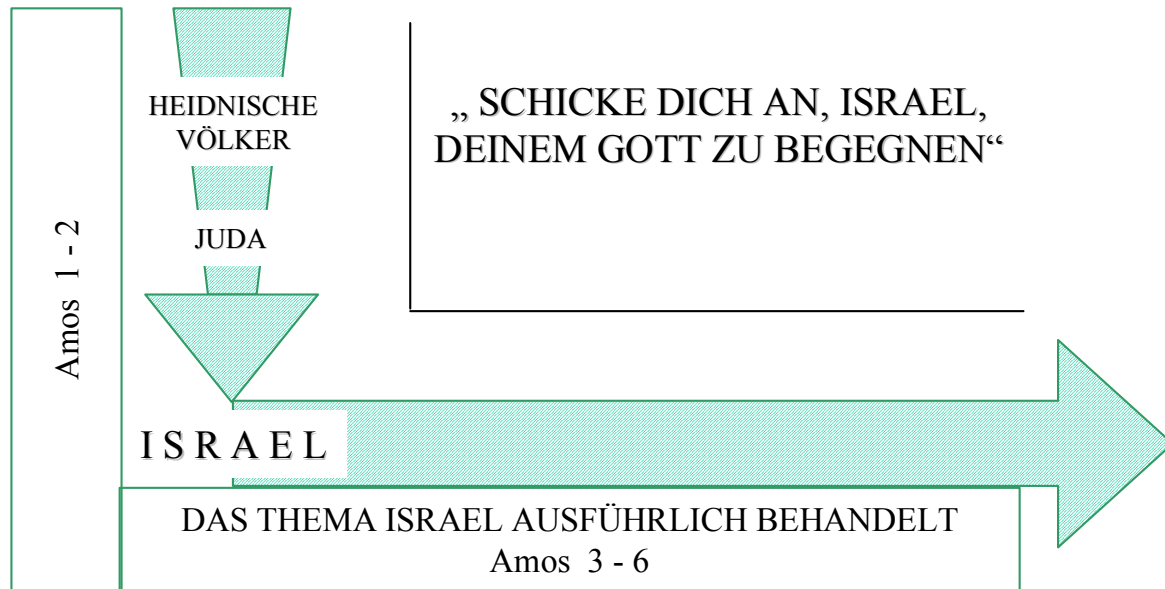 HEIDNISCHE
VÖLKER
JUDA
„ SCHICKE DICH AN, ISRAEL,
DEINEM GOTT ZU BEGEGNEN“
Amos 1 - 2
I S R A E L
DAS THEMA ISRAEL AUSFÜHRLICH BEHANDELT
Amos 3 - 6